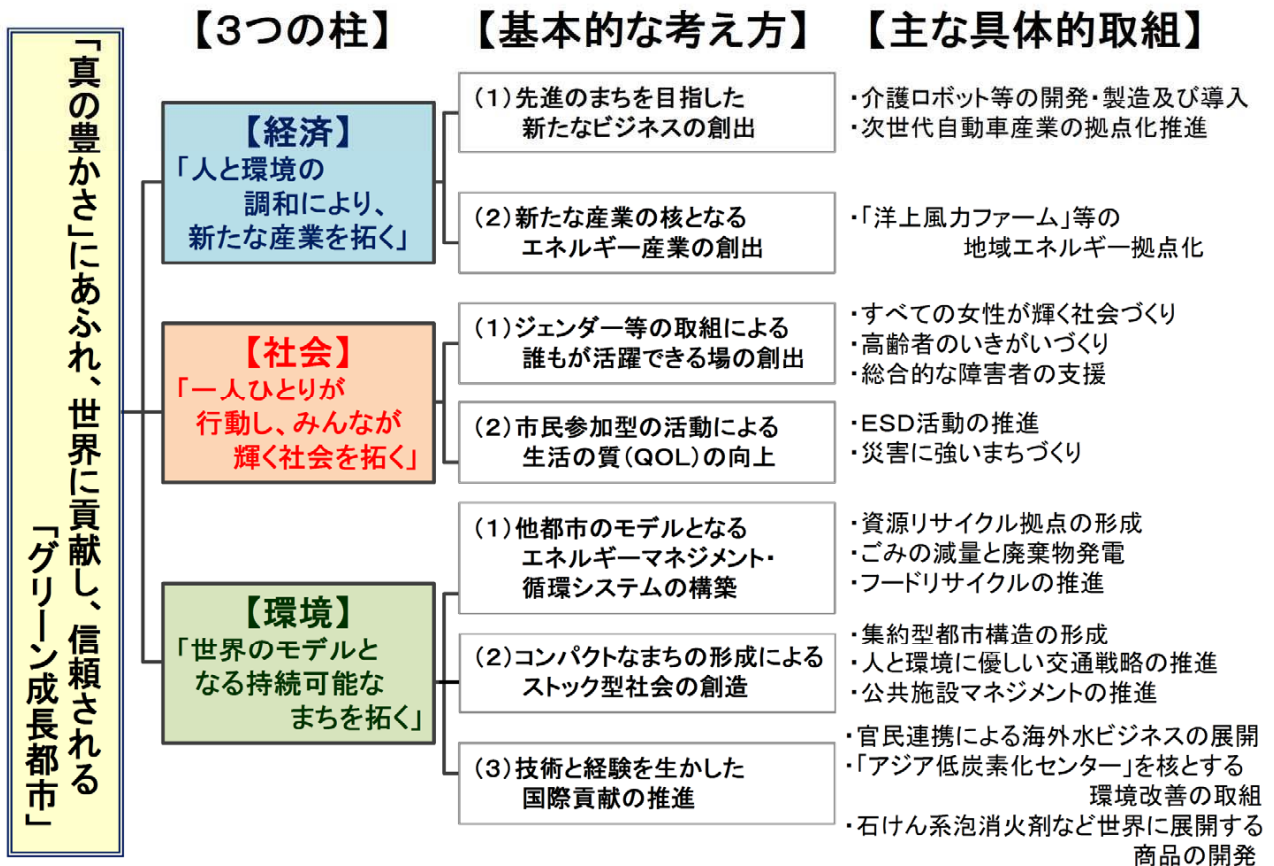 「真の豊かさ」にあふれ、世界に貢献し、信頼される
「グリーン成長都市」
【3つの柱】
【基本的な考え方】
【主な具体的取組】
【経済】
「人と環境の
調和により、
新たな産業を拓く」
(1)先進のまちを目指した
新たなビジネスの創出
・介護ロボット等の開発・製造及び導入
・次世代自動車産業の拠点化推進
(2)新たな産業の核となる
エネルギー産業の創出
・「洋上風力ファーム」等の
地域エネルギー拠点化
【社会】
「一人ひとりが
行動し、みんなが
輝く社会を拓く」
(1)ジェンダー等の取組による
誰もが活躍できる場の創出
・すべての女性が輝く社会づくり
・高齢者のいきがいづくり
・総合的な障害者の支援
(2)市民参加型の活動による
生活の質(QOL)の向上
・ESD活動の推進
・災害に強いまちづくり
【環境】
「世界のモデルと
なる持続可能な
まちを拓く」
(1)他都市のモデルとなる
エネルギーマネジメント・
循環システムの構築
・資源リサイクル拠点の形成
・ごみの減量と廃棄物発電
・フードリサイクルの推進
(2)コンパクトなまちの形成による
ストック型社会の創造
・集約型都市構造の形成
・人と環境に優しい交通戦略の推進
・公共施設マネジメントの推進
(3)技術と経験を生かした
国際貢献の推進
・官民連携による海外水ビジネスの展開
・「アジア低炭素化センター」を核とする
環境改善の取組
・石けん系泡消火剤など世界に展開する
商品の開発